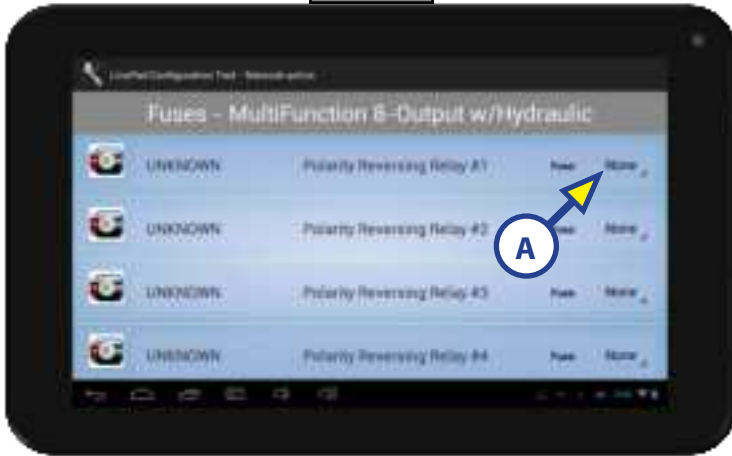 LinePad Configuration Tool - Network active
Fuses - MultiFunction 8-Output w/Hydraulic
UNKNOWN Polarity Reversing Relay #1 Fuse None
UNKNOWN Polarity Reversing Relay #2 None
UNKNOWN Polarity Reversing Relay #3 Fuse None
UNKNOWN Polarity Reversing Relay #4 Fuse None
A